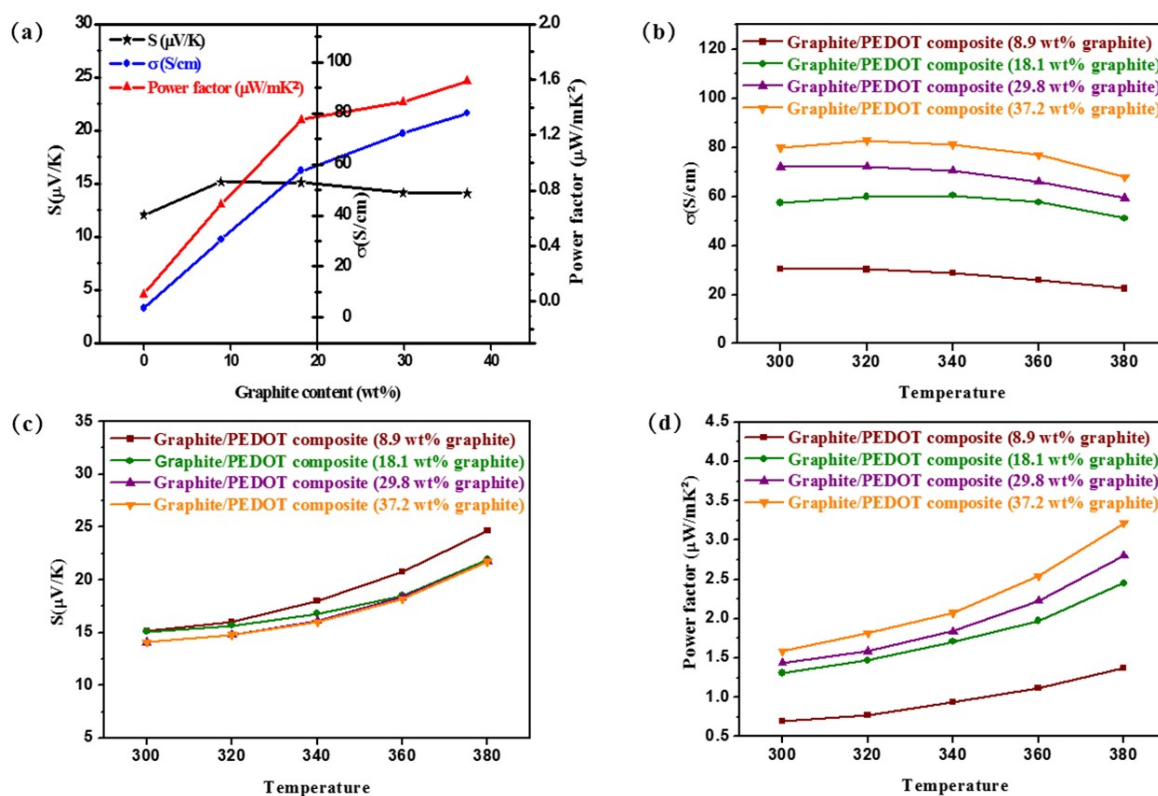 (a)
S (μV/K)
σ(S/cm)
Power factor (μW/mK²)
30
25
20
15
10
5
0
S(μV/K)
100
80
60
40
20
0
σ(S/cm)
2.0
1.6
1.2
0.8
0.4
0.0
Power factor (μW/mK²)
0 10 20 30 40
Graphite content (wt%)
(b)
Graphite/PEDOT composite (8.9 wt% graphite)
Graphite/PEDOT composite (18.1 wt% graphite)
Graphite/PEDOT composite (29.8 wt% graphite)
Graphite/PEDOT composite (37.2 wt% graphite)
120
100
80
60
40
20
0
σ(S/cm)
300 320 340 360 380
Temperature
(c)
Graphite/PEDOT composite (8.9 wt% graphite)
Graphite/PEDOT composite (18.1 wt% graphite)
Graphite/PEDOT composite (29.8 wt% graphite)
Graphite/PEDOT composite (37.2 wt% graphite)
35
30
25
20
15
10
5
S(μV/K)
300 320 340 360 380
Temperature
(d)
Graphite/PEDOT composite (8.9 wt% graphite)
Graphite/PEDOT composite (18.1 wt% graphite)
Graphite/PEDOT composite (29.8 wt% graphite)
Graphite/PEDOT composite (37.2 wt% graphite)
4.5
4.0
3.5
3.0
2.5
2.0
1.5
1.0
0.5
Power factor (μW/mK²)
300 320 340 360 380
Temperature